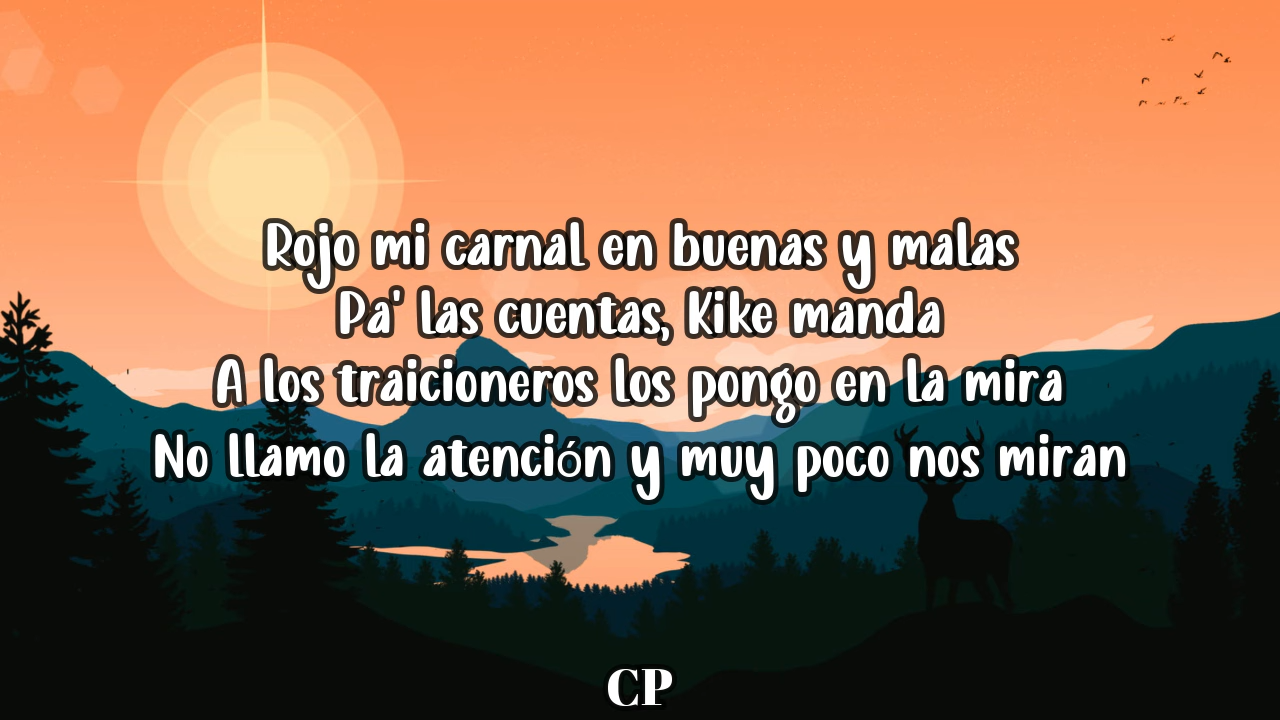 Rojo mi carnal en buenas y malas
Pa' las cuentas, Kike manda
A los traicioneros los pongo en la mira
No llamo la atención y muy poco nos miran
CP